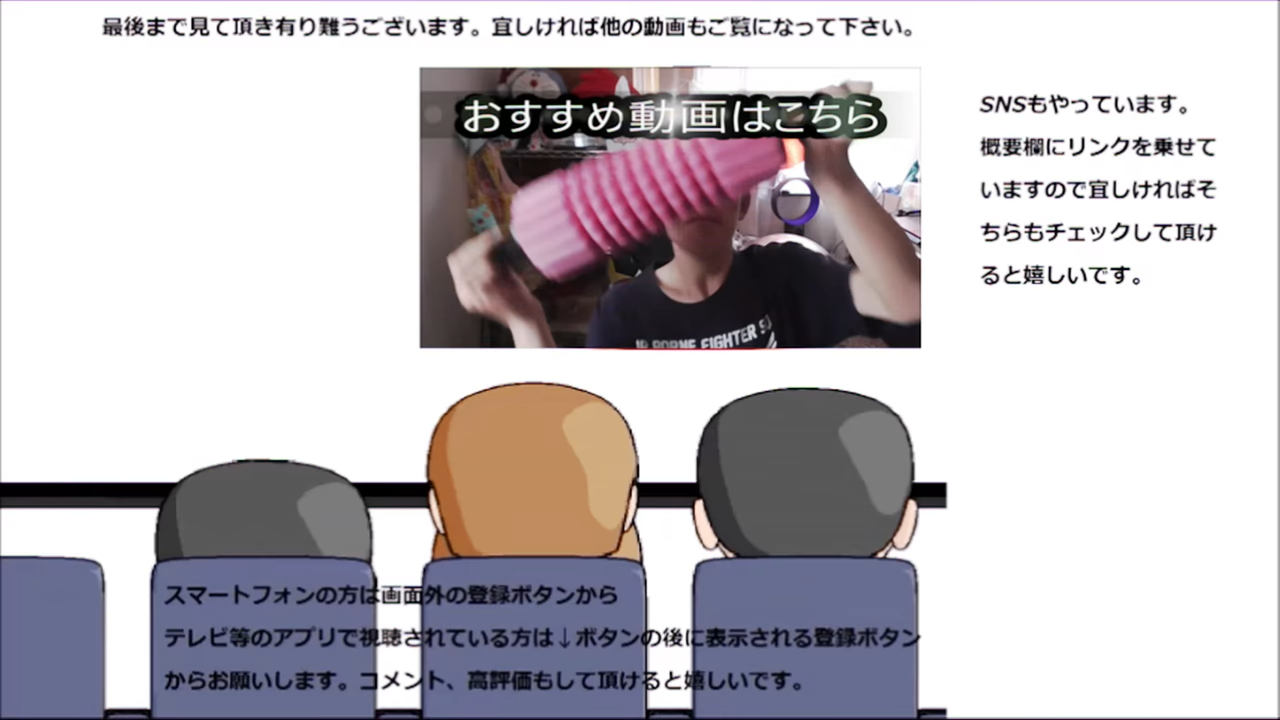 最後まで見て頂き有り難うございます。宜しければ他の動画もご覧になって下さい。
おすすめ動画はこちら
SNSもやっています。
概要欄にリンクを乗せて
いますので宜しければそ
ちらもチェックして頂け
ると嬉しいです。
FIGHTER
スマートフォンの方は画面外の登録ボタンから
テレビ等のアプリで視聴されている方は↓ボタンの後に表示される登録ボタン
からお願いします。コメント、高評価もして頂けると嬉しいです。